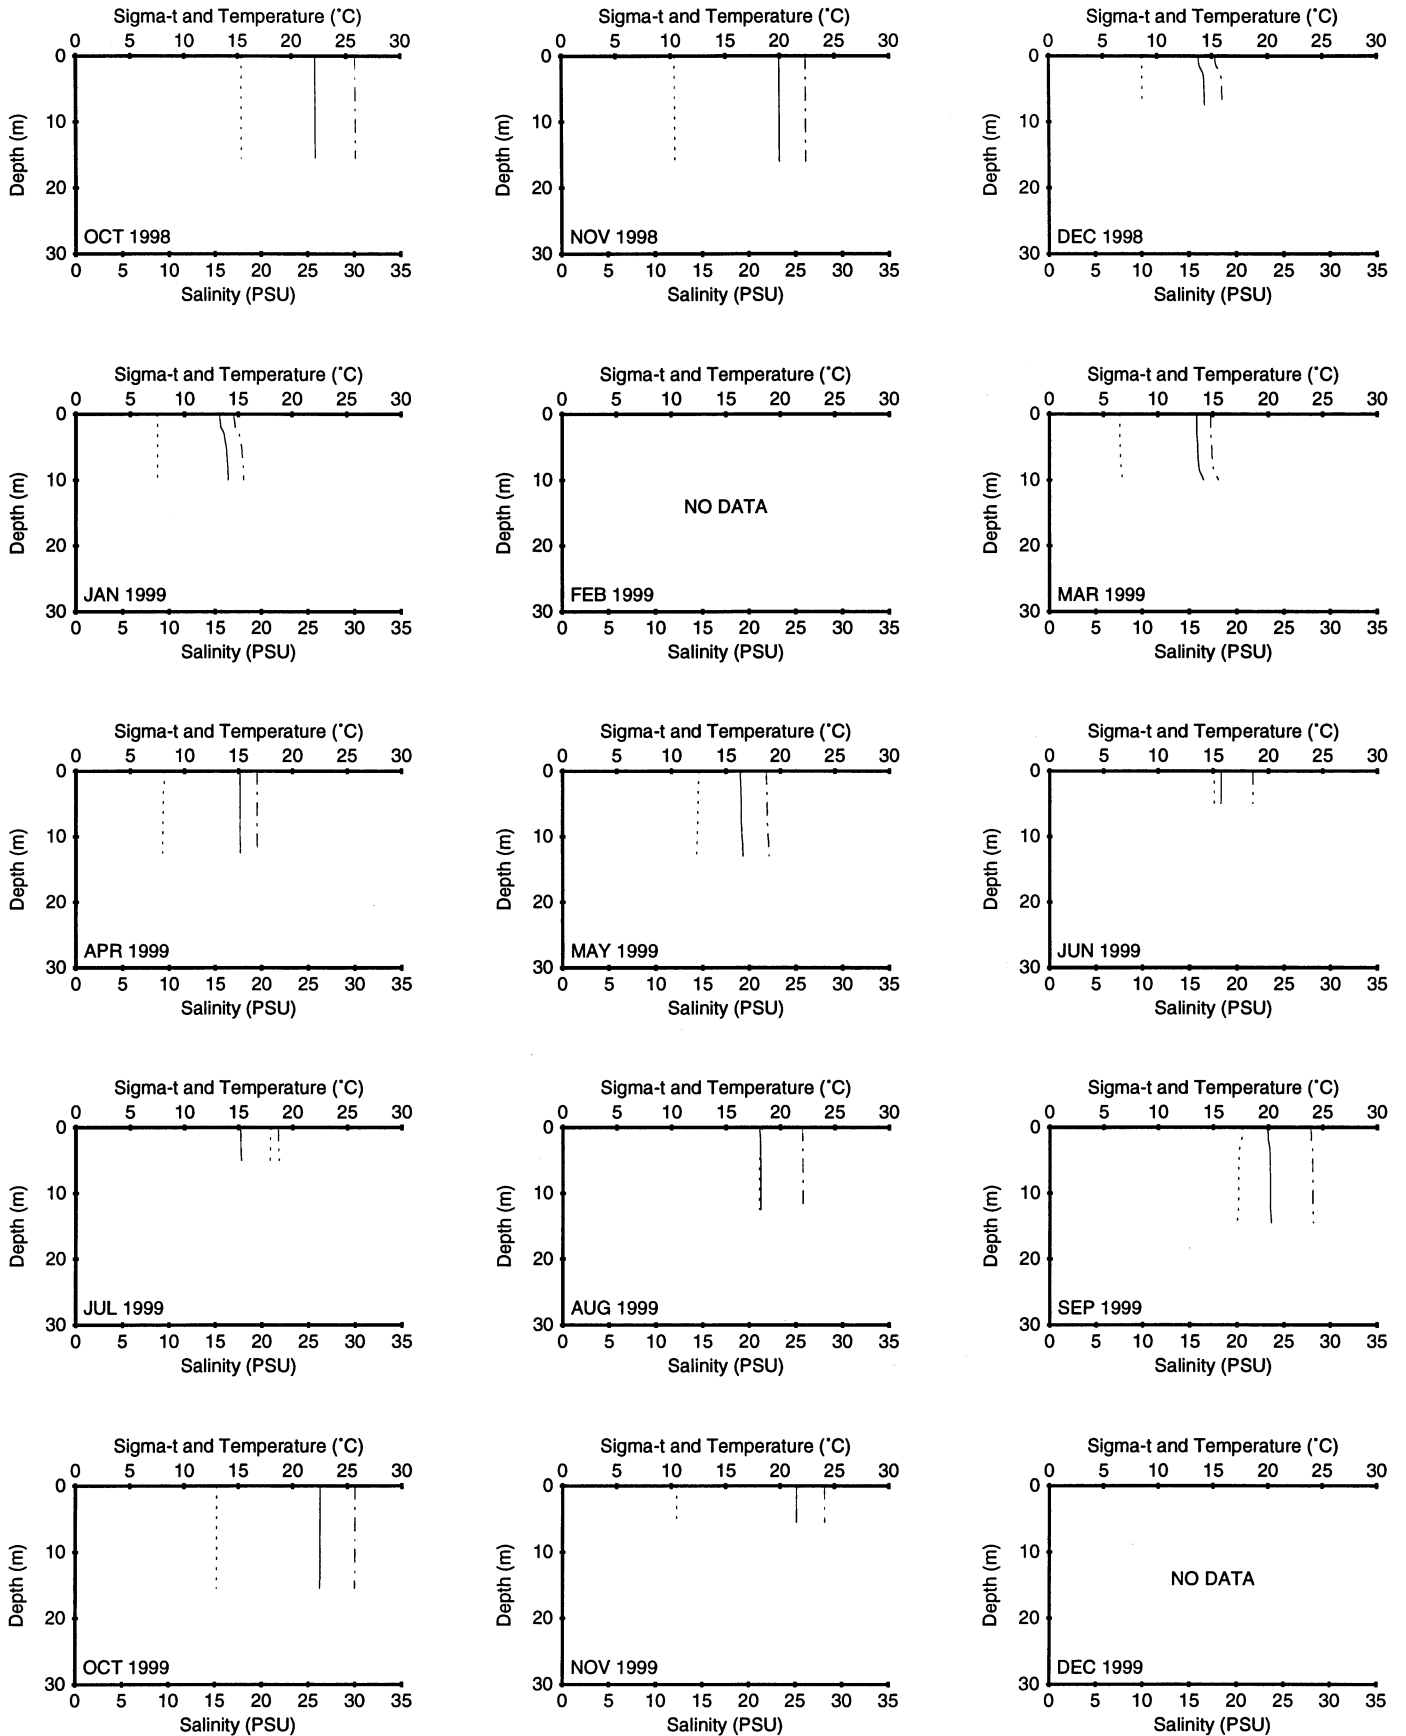 Sigma-t and Temperature (˚C) Sigma-t and Temperature (˚C) Sigma-t and Temperature (˚C)
0 5 10 15 20 25 30 0 5 10 15 20 25 30 0 5 10 15 20 25 30
0 0 0
10 10 10
Depth (m) Depth (m) Depth (m)
20 20 20
OCT 1998 NOV 1998 DEC 1998
30 30 30
0 5 10 15 20 25 30 35 0 5 10 15 20 25 30 35 0 5 10 15 20 25 30 35
Salinity (PSU) Salinity (PSU) Salinity (PSU)
Sigma-t and Temperature (˚C) Sigma-t and Temperature (˚C) Sigma-t and Temperature (˚C)
0 5 10 15 20 25 30 0 5 10 15 20 25 30 0 5 10 15 20 25 30
0 0 0
10 10 10
Depth (m) Depth (m) NO DATA Depth (m)
20 20 20
JAN 1999 FEB 1999 MAR 1999
30 30 30
0 5 10 15 20 25 30 35 0 5 10 15 20 25 30 35 0 5 10 15 20 25 30 35
Salinity (PSU) Salinity (PSU) Salinity (PSU)
Sigma-t and Temperature (˚C) Sigma-t and Temperature (˚C) Sigma-t and Temperature (˚C)
0 5 10 15 20 25 30 0 5 10 15 20 25 30 0 5 10 15 20 25 30
0 0 0
10 10 10
Depth (m) Depth (m) Depth (m)
20 20 20
APR 1999 MAY 1999 JUN 1999
30 30 30
0 5 10 15 20 25 30 35 0 5 10 15 20 25 30 35 0 5 10 15 20 25 30 35
Salinity (PSU) Salinity (PSU) Salinity (PSU)
Sigma-t and Temperature (˚C) Sigma-t and Temperature (˚C) Sigma-t and Temperature (˚C)
0 5 10 15 20 25 30 0 5 10 15 20 25 30 0 5 10 15 20 25 30
0 0 0
10 10 10
Depth (m) Depth (m) Depth (m)
20 20 20
JUL 1999 AUG 1999 SEP 1999
30 30 30
0 5 10 15 20 25 30 35 0 5 10 15 20 25 30 35 0 5 10 15 20 25 30 35
Salinity (PSU) Salinity (PSU) Salinity (PSU)
Sigma-t and Temperature (˚C) Sigma-t and Temperature (˚C) Sigma-t and Temperature (˚C)
0 5 10 15 20 25 30 0 5 10 15 20 25 30 0 5 10 15 20 25 30
0 0 0
10 10 10
Depth (m) Depth (m) Depth (m) NO DATA
20 20 20
OCT 1999 NOV 1999 DEC 1999
30 30 30
0 5 10 15 20 25 30 35 0 5 10 15 20 25 30 35 0 5 10 15 20 25 30 35
Salinity (PSU) Salinity (PSU) Salinity (PSU)